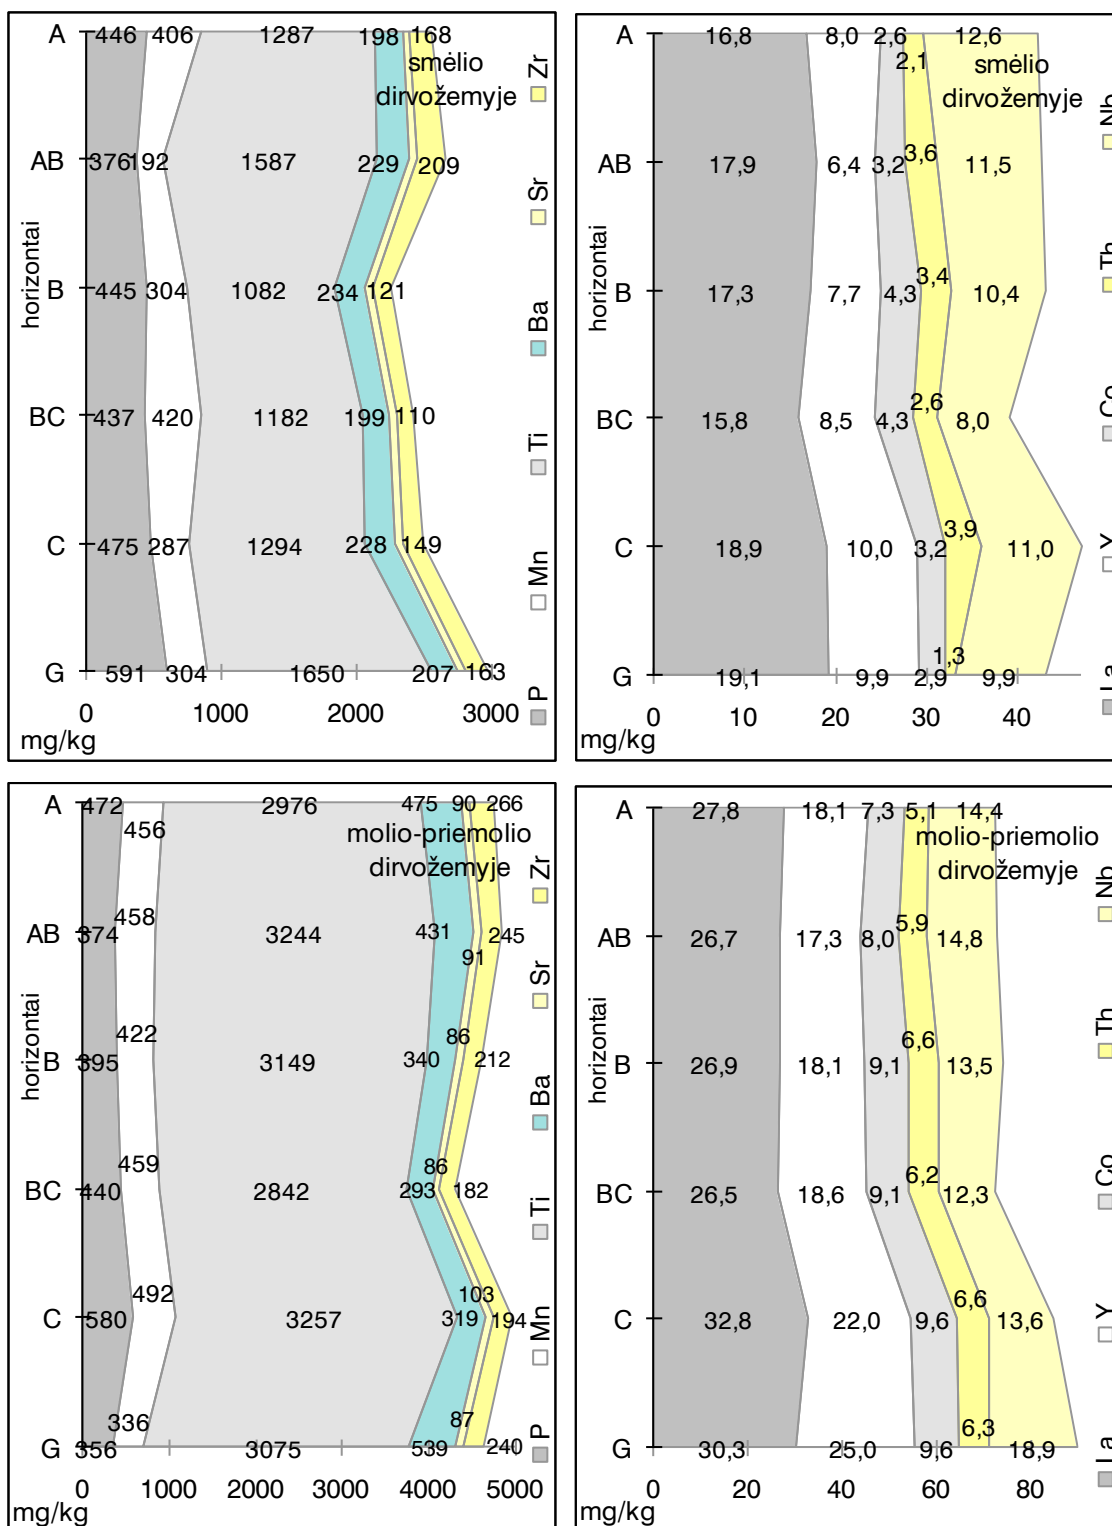 A 446 406 1287 198 168
smėlio
dirvožemyje
AB 376 192 1587 229 209
B 445 304 1082 234 121
BC 437 420 1182 199 110
C 475 287 1294 228 149
G 591 304 1650 207 163
0 1000 2000 3000
mg/kg
horizontai
P
Mn
Ti
Ba
Sr
Zr
A 16,8 8,0 2,6 12,6
2,1
smėlio
dirvožemyje
AB 17,9 6,4 3,2 3,6 11,5
B 17,3 7,7 4,3 3,4 10,4
BC 15,8 8,5 4,3 2,6 8,0
C 18,9 10,0 3,2 3,9 11,0
1,3
G 19,1 9,9 2,9 9,9
0 10 20 30 40
mg/kg
horizontai
La
Y
Co
Th
Nb
A 472 2976 475 90 266
456
molio-priemolio
dirvožemyje
458
AB 374 3244 431 245
91
422 86
B 395 3149 340 212
459 86
BC 440 2842 293 182
492 103
C 580 3257 319 194
336 87
G 356 3075 539 240
0 1000 2000 3000 4000 5000
mg/kg
horizontai
P
Mn
Ti
Ba
Sr
Zr
A 27,8 18,1 7,3 5,1 14,4
molio-priemolio
dirvožemyje
5,9
AB 26,7 17,3 8,0 14,8
6,6
B 26,9 18,1 9,1 13,5
6,2
BC 26,5 18,6 9,1 12,3
6,6
C 32,8 22,0 9,6 13,6
6,3
G 30,3 25,0 9,6 18,9
0 20 40 60 80
mg/kg
horizontai
La
Y
Co
Th
Nb